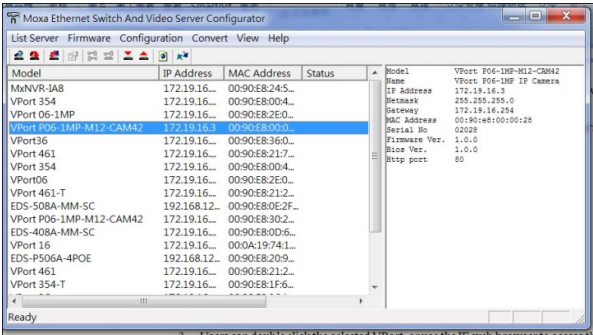 Moxa Ethernet Switch And Video Server Configurator
List Server Firmware Configuration Convert View Help
Model IP Address MAC Address Status
MxNVR-IA8 172.19.16.... 00:90:E8:24:5...
VPort 354 172.19.16.... 00:90:E8:00:4...
VPort 06-1MP 172.19.16.... 00:90:E8:2E:0...
VPort P06-1MP-M12-CAM42 172.19.16.3 00:90:E8:00:0...
VPort36 172.19.16.... 00:90:E8:36:0...
VPort 461 172.19.16.... 00:90:E8:21:7...
VPort 354 172.19.16.... 00:90:E8:00:4...
VPort06 172.19.16.... 00:90:E8:2E:0...
VPort 461-T 172.19.16.... 00:90:E8:21:2...
EDS-508A-MM-SC 192.168.12... 00:90:E8:0E:2F...
VPort P06-1MP-M12-CAM42 172.19.16.... 00:90:E8:30:2...
EDS-408A-MM-SC 172.19.16.... 00:90:E8:0D:6...
VPort 16 172.19.16.... 00:0A:19:74:1...
EDS-P506A-4POE 192.168.12... 00:90:E8:20:9...
VPort 461 172.19.16.... 00:90:E8:21:2...
VPort 354-T 172.19.16.... 00:90:E8:1F:6...
Model VPort P06-1MP-M12-CAM42
Name VPort P06-1MP IP Camera
IP Address 172.19.16.3
Netmask 255.255.255.0
Gateway 172.19.16.254
MAC Address 00:90:e8:00:00:28
Serial No 02028
Firmware Ver. 1.0.0
Bios Ver. 1.0.0
Http port 80
Ready